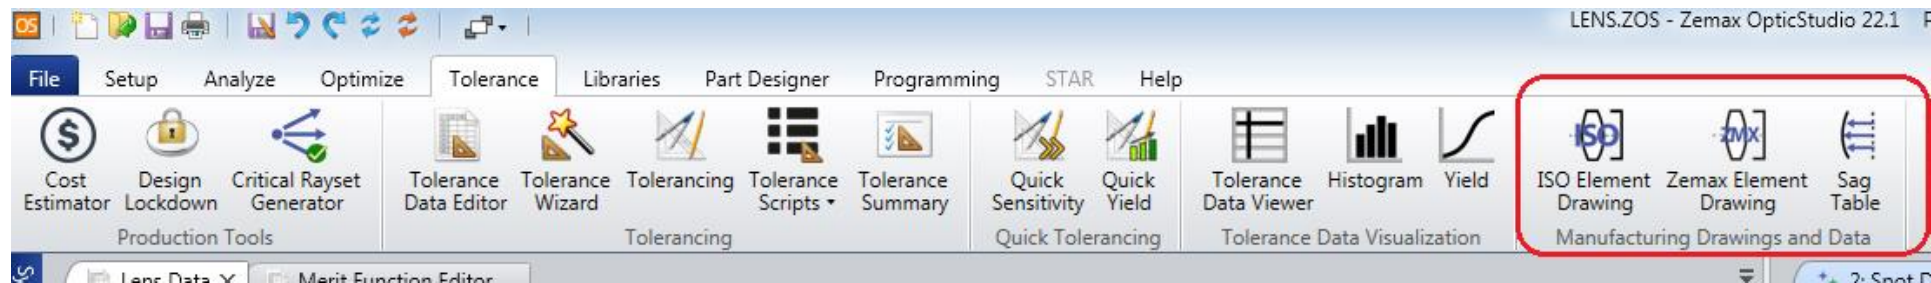 OS
LENS.ZOS - Zemax OpticStudio 22.1
File Setup Analyze Optimize Tolerance Libraries Part Designer Programming STAR Help
ISO ZMX
Cost Estimator
Design Lockdown
Critical Rayset Generator
Tolerance Data Editor
Tolerance Wizard
Tolerancing
Tolerance Scripts
Tolerance Summary
Quick Sensitivity
Quick Yield
Tolerance Data Viewer
Histogram
Yield
ISO Element Drawing
Zemax Element Drawing
Sag Table
Production Tools Tolerancing Quick Tolerancing Tolerance Data Visualization Manufacturing Drawings and Data
Lens Data X Merit Function Editor 2: Spot D